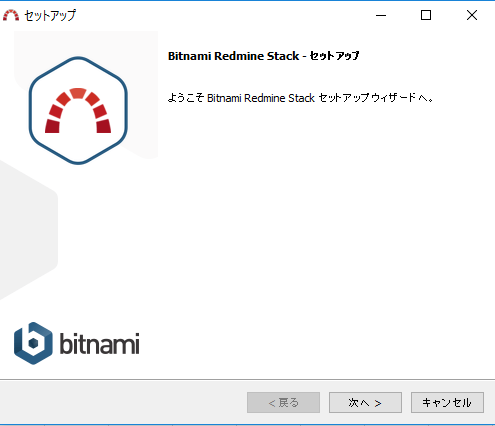 セットアップ
Bitnami Redmine Stack - セットアップ
ようこそ Bitnami Redmine Stack セットアップウィザードへ。
bitnami
< 戻る
次へ >
キャンセル